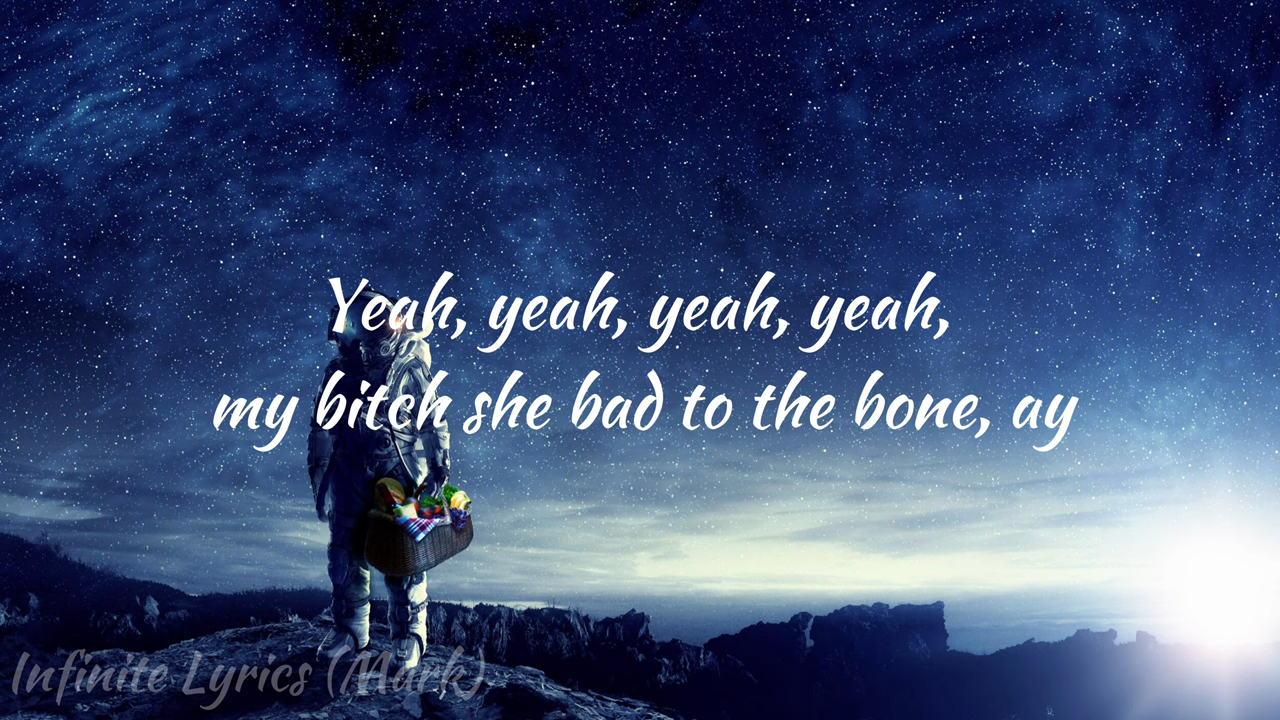 Yeah, yeah, yeah, yeah,
my bitch she bad to the bone, ay
Infinite Lyrics (Mark)